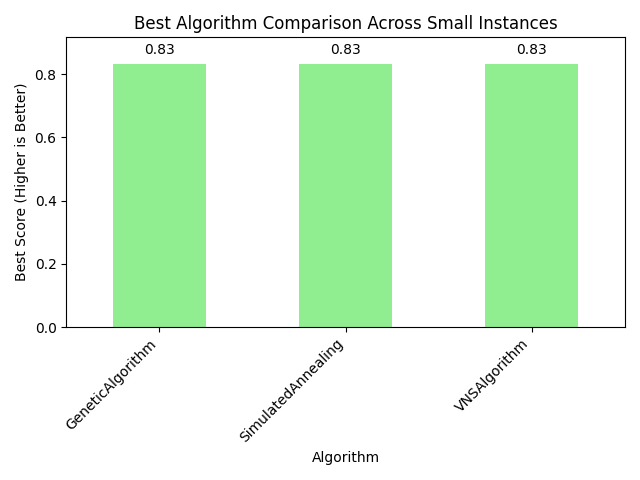 Best Algorithm Comparison Across Small Instances
0.83 0.83 0.83
Best Score (Higher is Better)
0.8
0.6
0.4
0.2
0.0
GeneticAlgorithm
SimulatedAnnealing
VNSAlgorithm
Algorithm